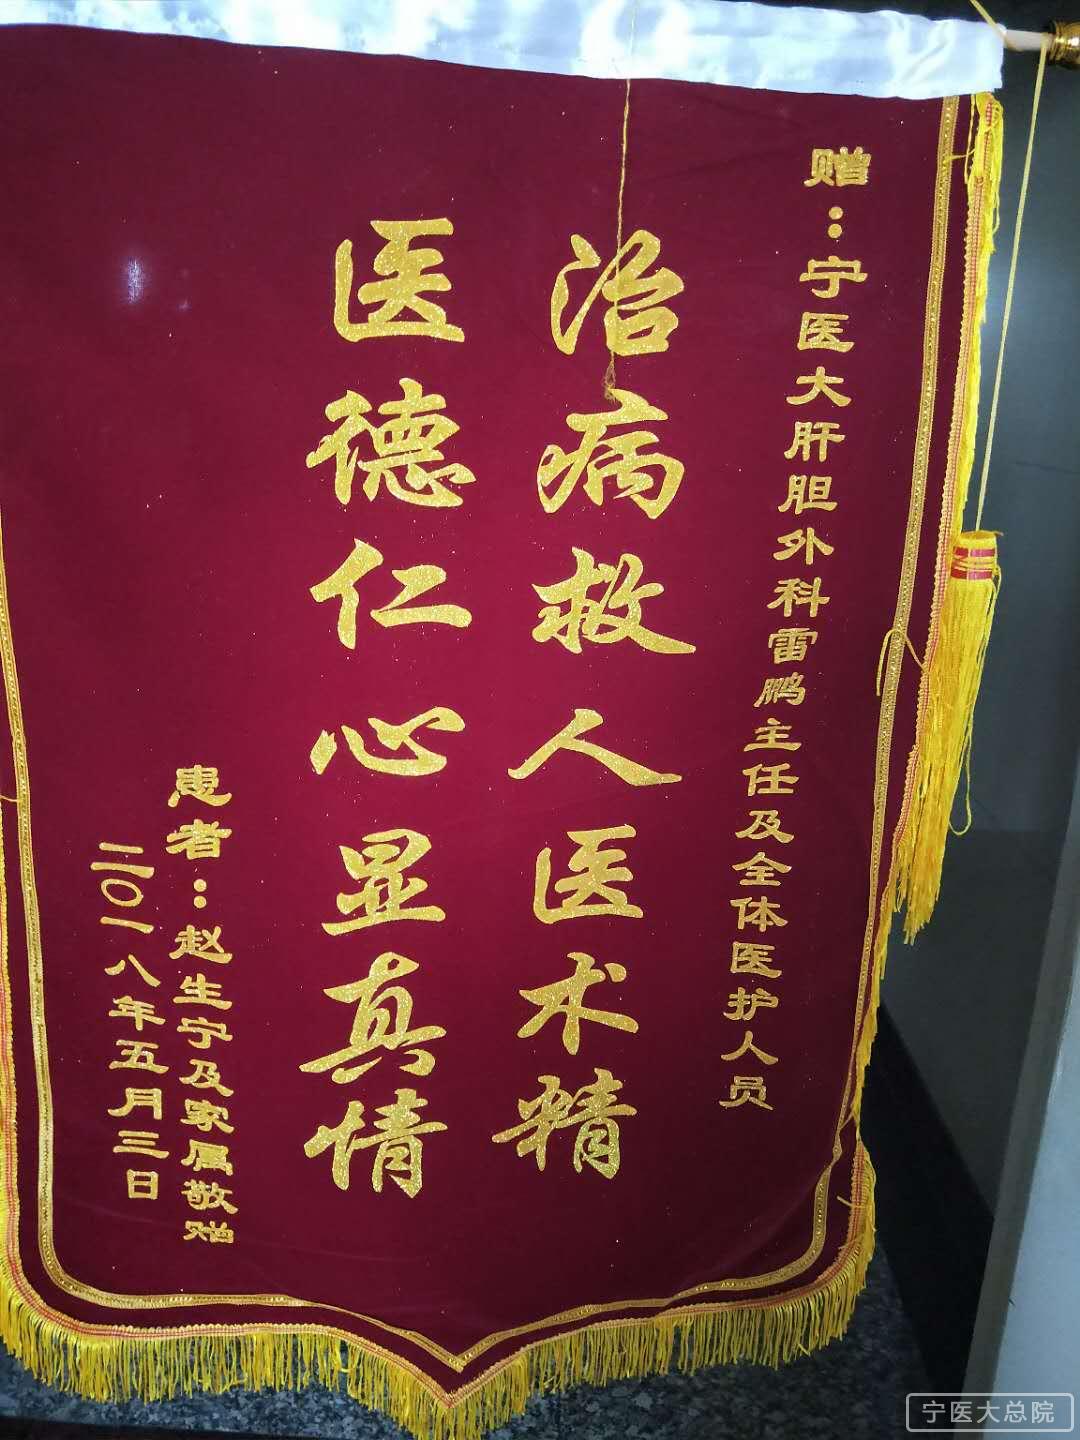 赠：宁医大肝胆外科雷鹏主任及全体医护人员
治病救人医术精
医德仁心显真情
患者：赵生宁及家属敬赠
二〇一八年五月三日
宁医大总院